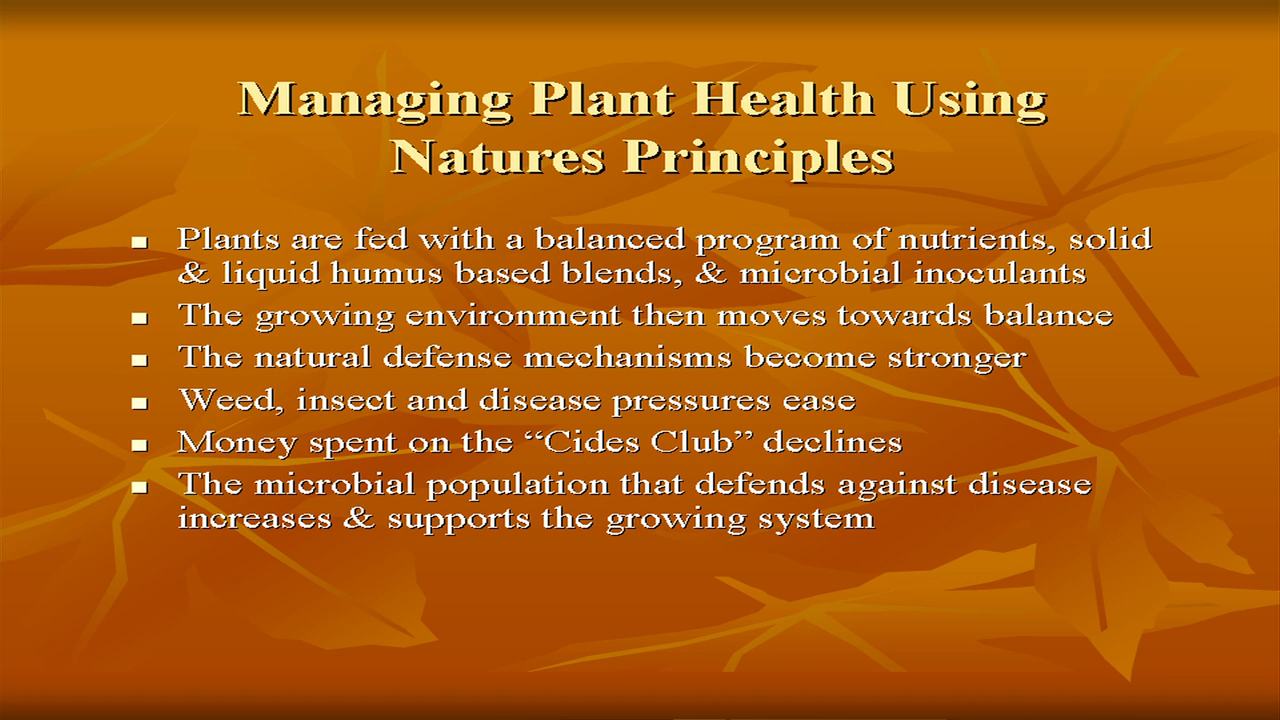 Managing Plant Health Using
Natures Principles
Plants are fed with a balanced program of nutrients, solid
& liquid humus based blends, & microbial inoculants
The growing environment then moves towards balance
The natural defense mechanisms become stronger
Weed, insect and disease pressures ease
Money spent on the “Cides Club” declines
The microbial population that defends against disease
increases & supports the growing system